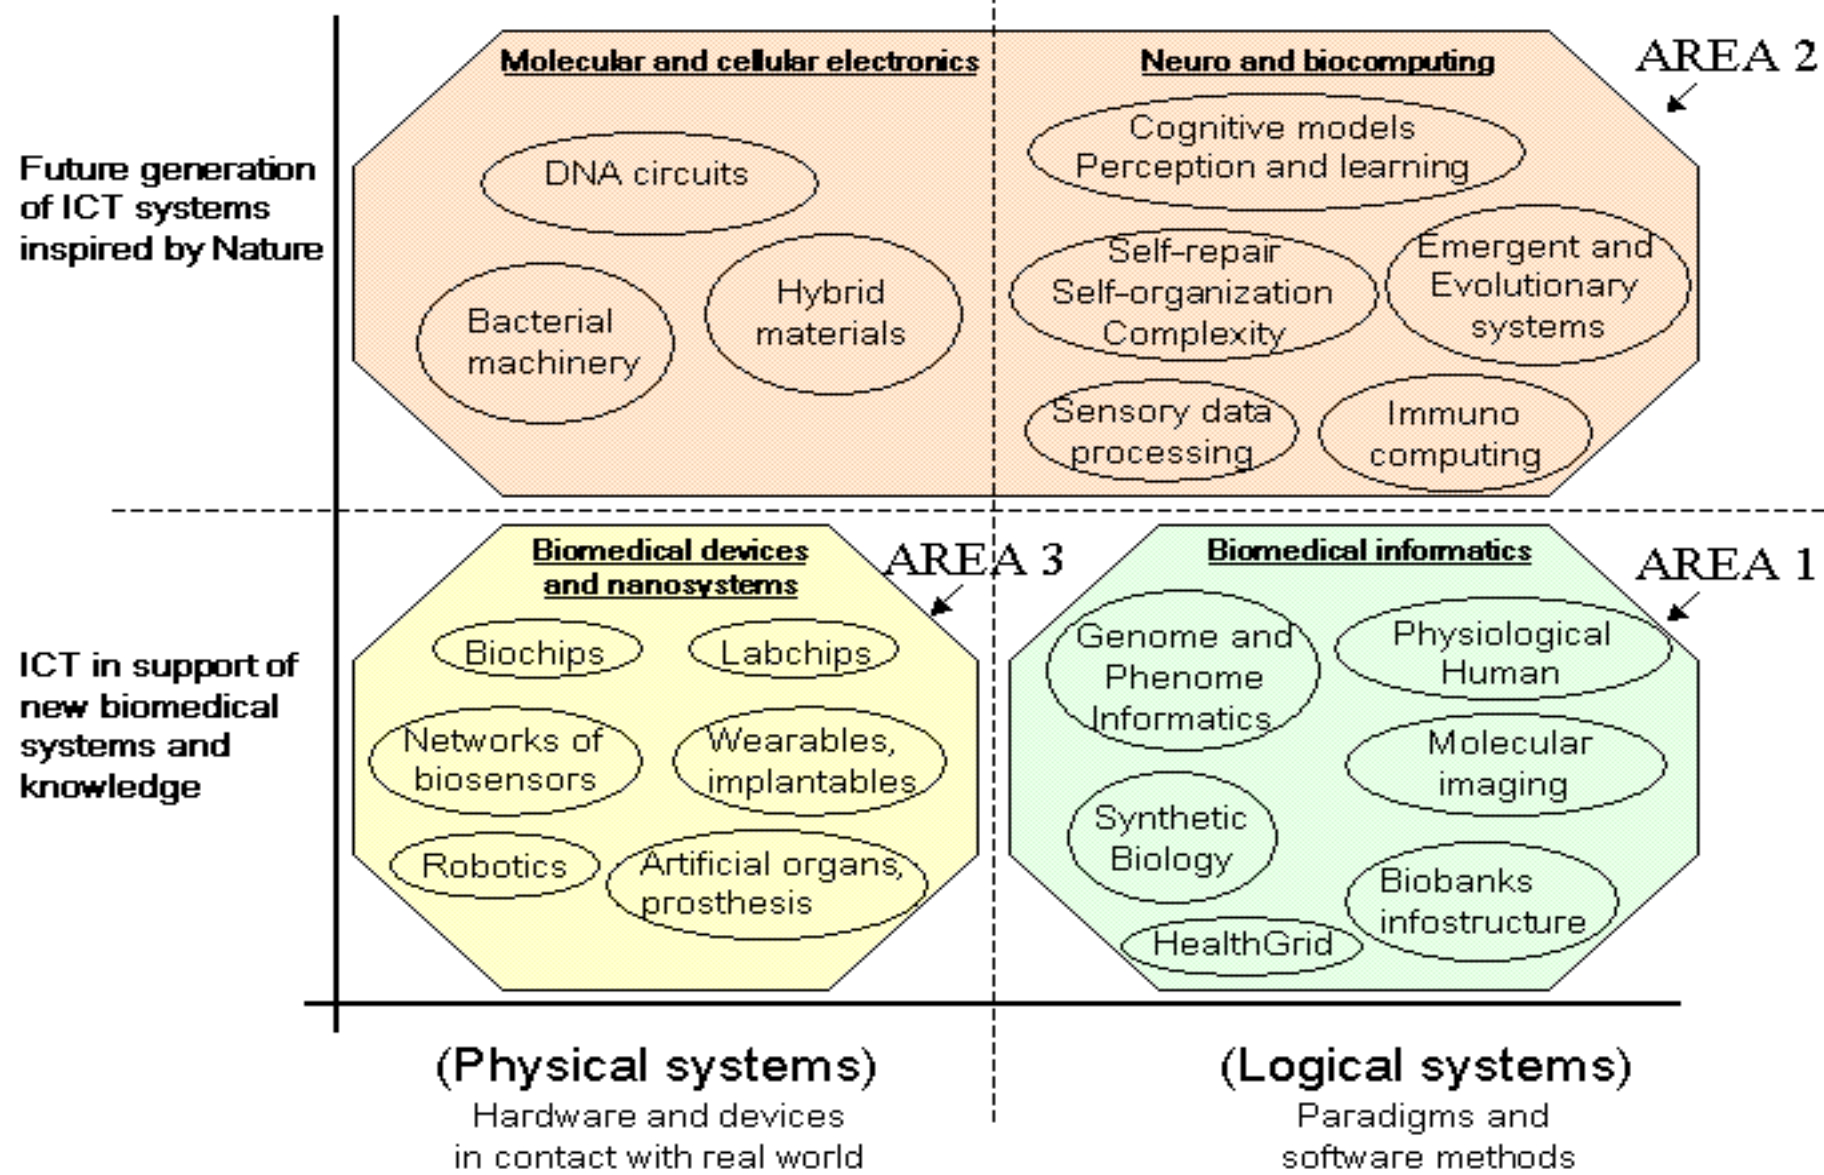 Molecular and cellular electronics
Neuro and biocomputing
AREA 2
Future generation
of ICT systems
inspired by Nature
DNA circuits
Bacterial
machinery
Hybrid
materials
Cognitive models
Perception and learning
Self-repair
Self-organization
Complexity
Emergent and
Evolutionary
systems
Sensory data
processing
Immuno
computing
ICT in support of
new biomedical
systems and
knowledge
Biomedical devices
and nanosystems
AREA 3
Biochips
Labchips
Networks of
biosensors
Wearables,
implantables
Robotics
Artificial organs,
prosthesis
Biomedical informatics
AREA 1
Genome and
Phenome
Informatics
Physiological
Human
Molecular
imaging
Synthetic
Biology
Biobanks
infostructure
HealthGrid
(Physical systems)
Hardware and devices
in contact with real world
(Logical systems)
Paradigms and
software methods